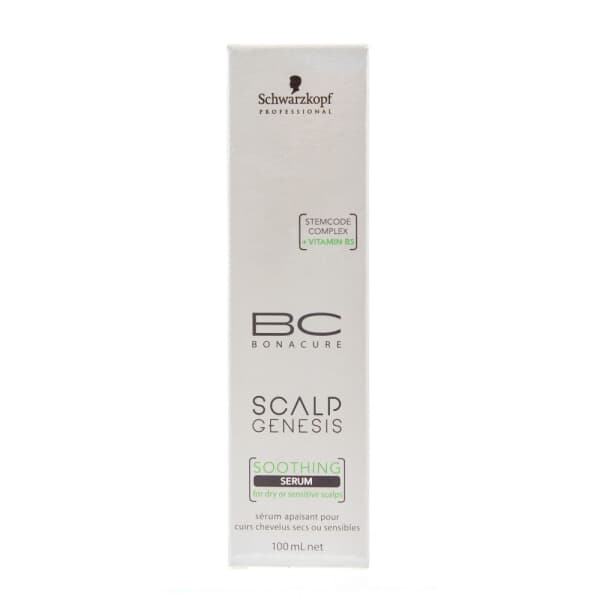 Schwarzkopf
PROFESSIONAL
STEMCODE
COMPLEX
+ VITAMIN B5
BC
BONACURE
SCALP
GENESIS
SOOTHING
SERUM
for dry or sensitive scalps
sérum apaisant pour
cuirs chevelus secs ou sensibles
100 mL net